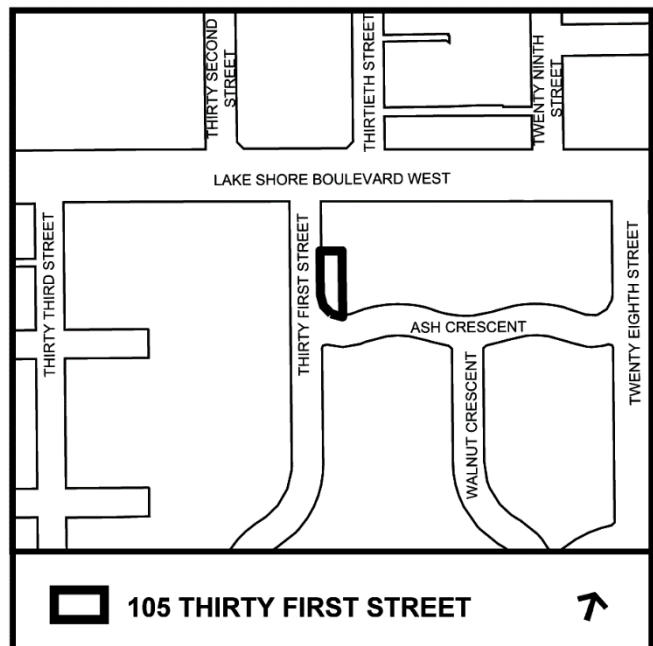 THIRTY SECOND
STREET
THIRTIETH STREET
TWENTY NINTH
STREET
LAKE SHORE BOULEVARD WEST
THIRTY THIRD STREET
THIRTY FIRST STREET
ASH CRESCENT
WALNUT CRESCENT
TWENTY EIGHTH STREET
105 THIRTY FIRST STREET